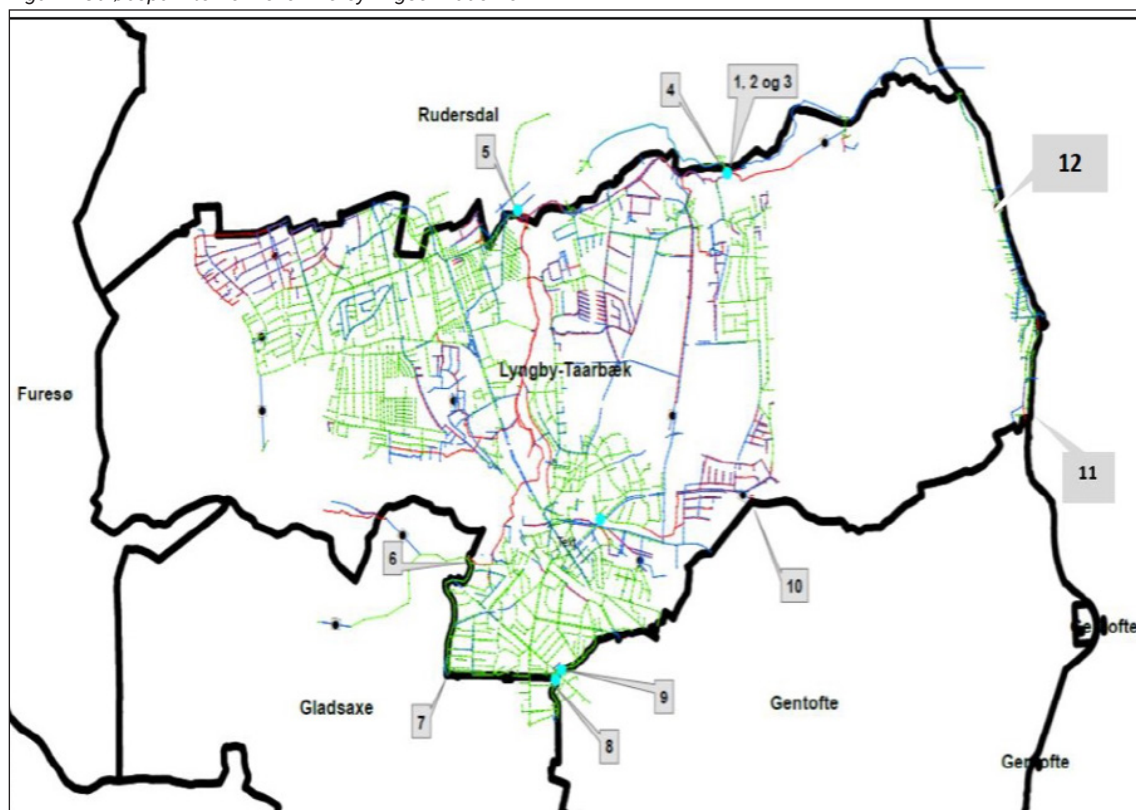 Rudersdal
4
1, 2 og 3
5
12
Lyngby-Taarbæk
Furesø
11
6
10
Gentofte
Gladsaxe
7
9
Gentofte
8
Gentofte